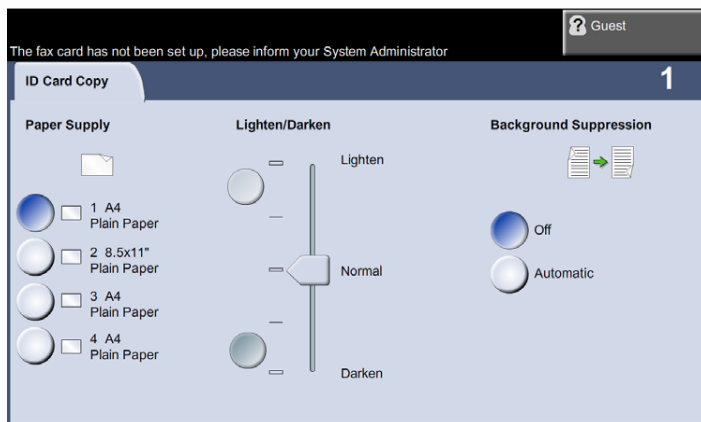 Guest
The fax card has not been set up, please inform your System Administrator
ID Card Copy
1
Paper Supply
1 A4
Plain Paper
2 8.5x11"
Plain Paper
3 A4
Plain Paper
4 A4
Plain Paper
Lighten/Darken
Lighten
Normal
Darken
Background Suppression
Off
Automatic